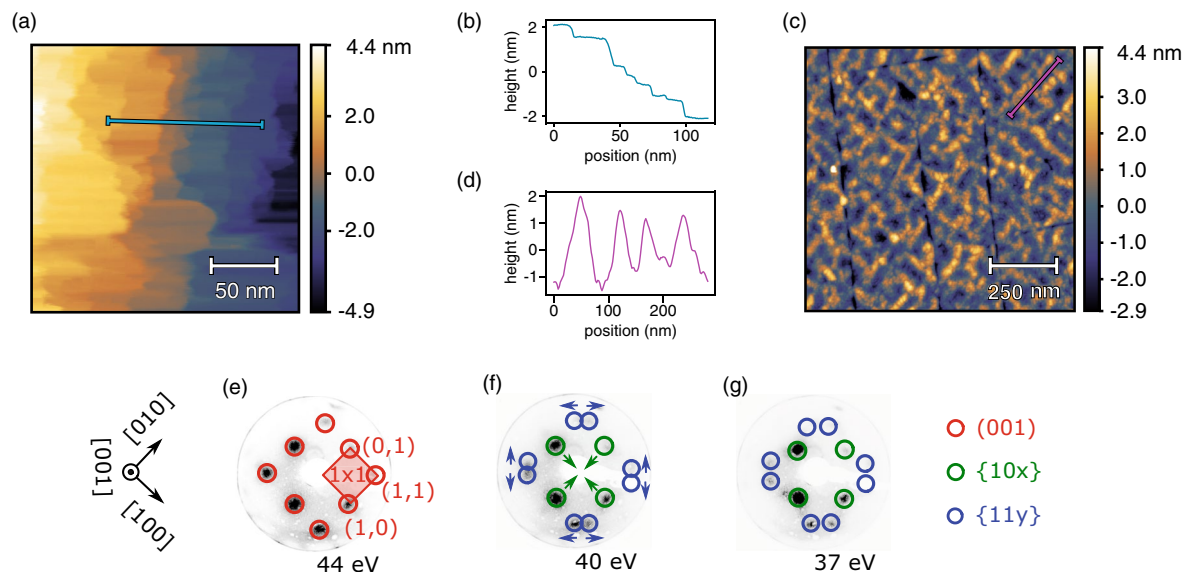 (a)
4.4 nm
2.0
0.0
-2.0
-4.9
50 nm
(b)
height (nm)
2
0
-2
0
50
100
position (nm)
(d)
height (nm)
2
1
0
-1
0
100
200
position (nm)
(c)
4.4 nm
3.0
2.0
1.0
0.0
-1.0
-2.0
-2.9
250 nm
[001]
[010]
[100]
(e)
(0,1)
1x1
(1,1)
(1,0)
44 eV
(f)
40 eV
(g)
37 eV
(001)
{10x}
{11y}